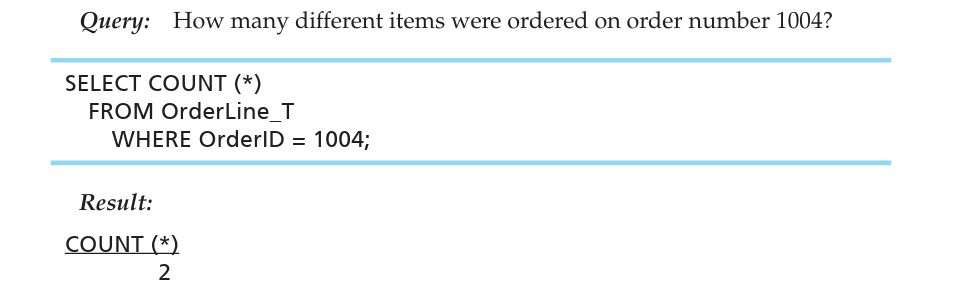 Query: How many different items were ordered on order number 1004?
SELECT COUNT (*)
FROM OrderLine_T
WHERE OrderID = 1004;
Result:
COUNT (*)
2